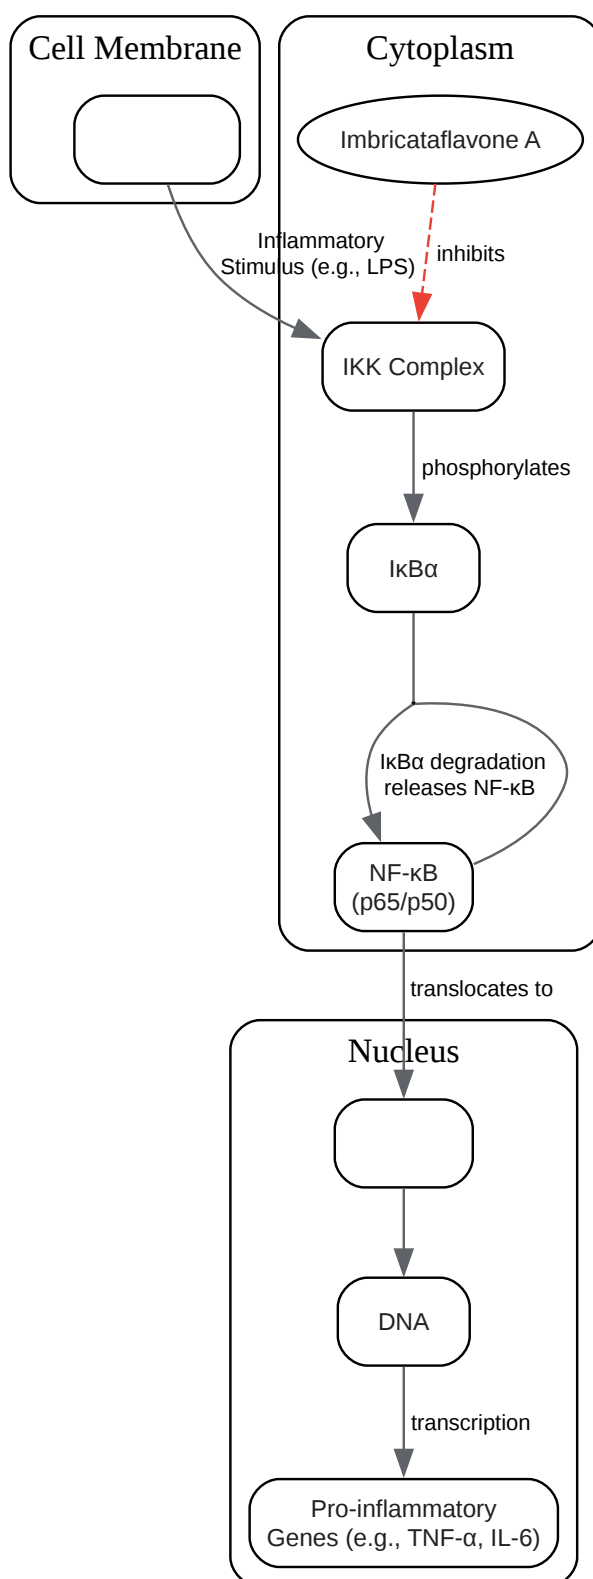 Cell Membrane
Cytoplasm
Imbricataflavone A
Inflammatory
Stimulus (e.g., LPS)
inhibits
IKK Complex
phosphorylates
IκBα
IκBα degradation
releases NF-κB
NF-κB
(p65/p50)
translocates to
Nucleus
DNA
transcription
Pro-inflammatory
Genes (e.g., TNF-α, IL-6)